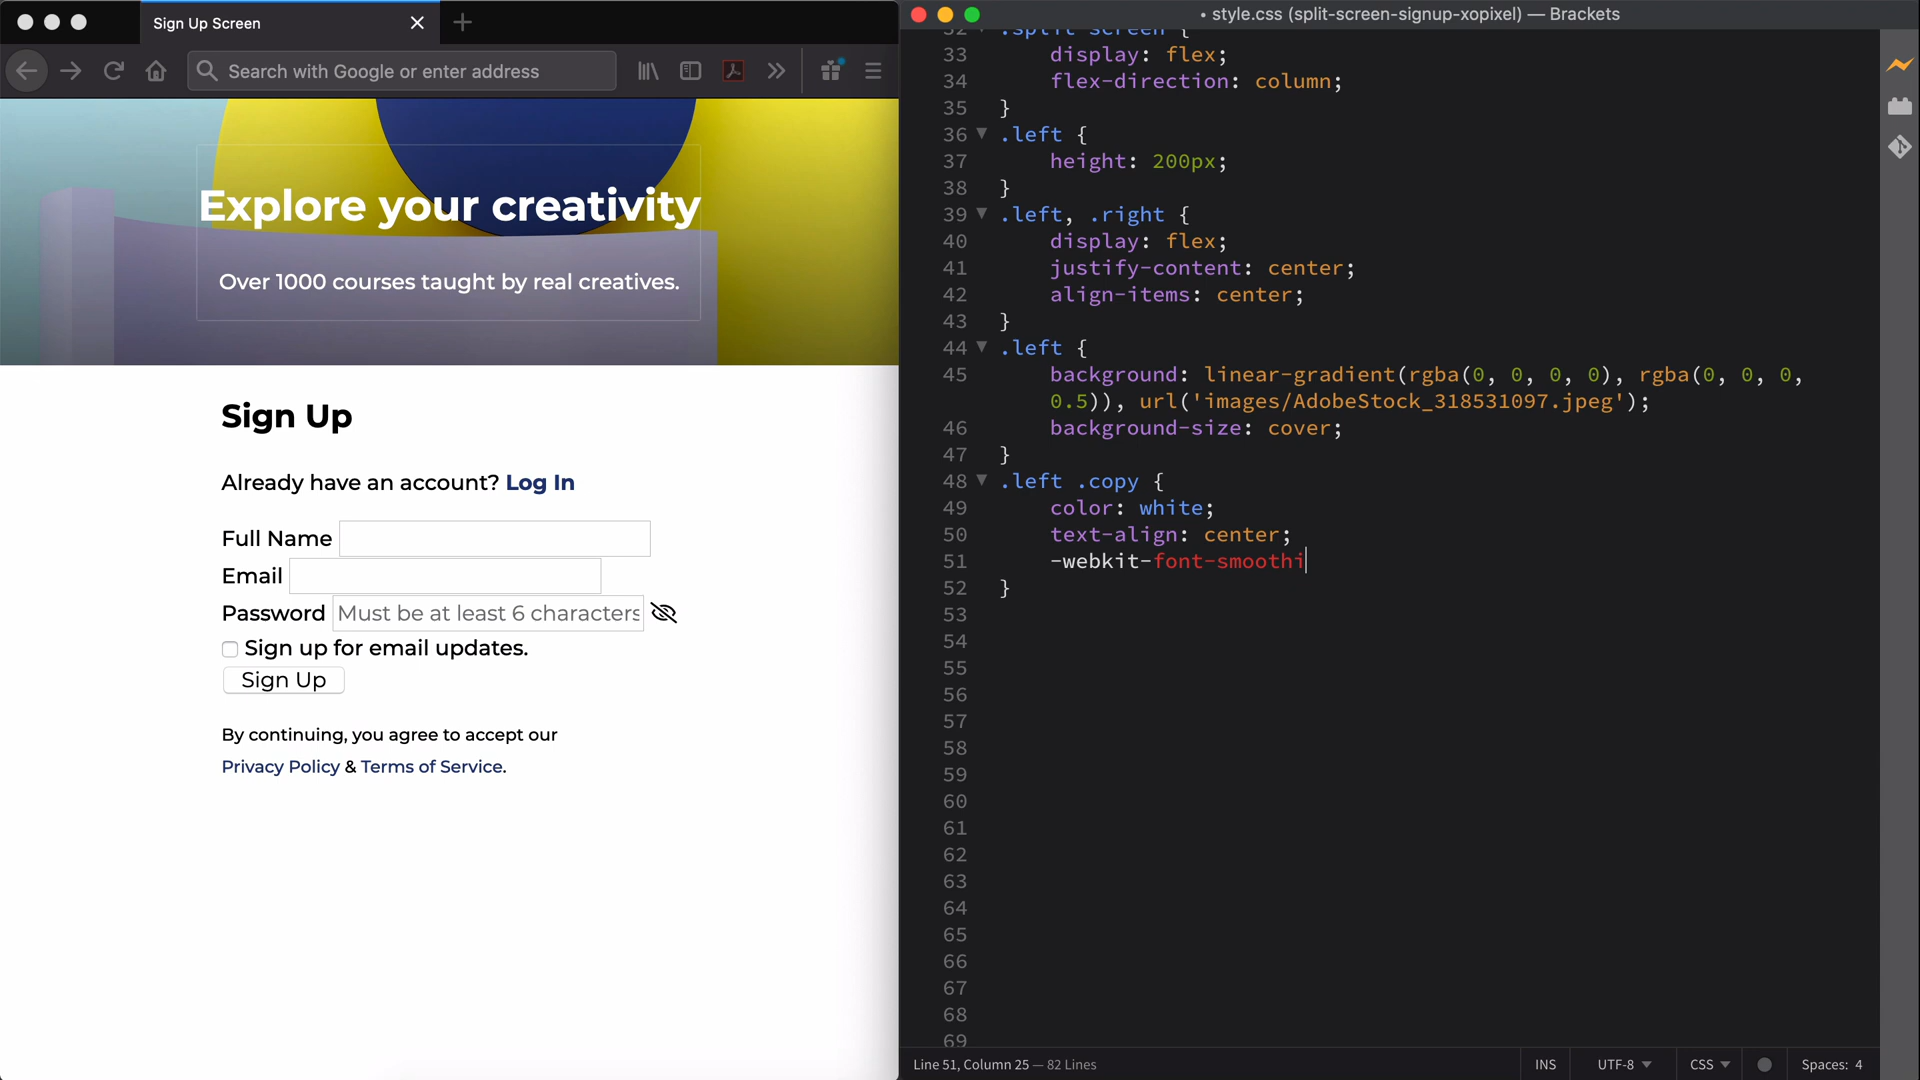 Sign Up Screen
Search with Google or enter address
Explore your creativity
Over 1000 courses taught by real creatives.
Sign Up
Already have an account? Log In
Full Name
Email
Password Must be at least 6 characters
Sign up for email updates.
Sign Up
By continuing, you agree to accept our
Privacy Policy & Terms of Service.
• style.css (split-screen-signup-xopixel) — Brackets
32 .split-screen {
33 display: flex;
34 flex-direction: column;
35 }
36 .left {
37 height: 200px;
38 }
39 .left, .right {
40 display: flex;
41 justify-content: center;
42 align-items: center;
43 }
44 .left {
45 background: linear-gradient(rgba(0, 0, 0, 0), rgba(0, 0, 0,
0.5)), url('images/AdobeStock_318531097.jpeg');
46 background-size: cover;
47 }
48 .left .copy {
49 color: white;
50 text-align: center;
51 -webkit-font-smoothi
52 }
53
54
55
56
57
58
59
60
61
62
63
64
65
66
67
68
69
Line 51, Column 25 — 82 Lines
INS
UTF-8
CSS
Spaces: 4